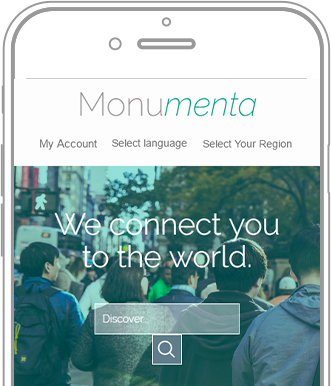 Monumenta
My Account Select language Select Your Region
We connect you
to the world.
Discover...